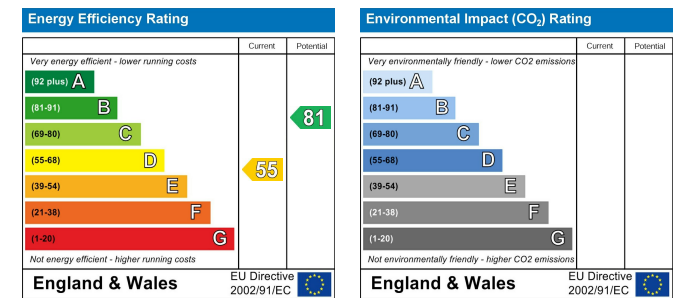 Energy Efficiency Rating
Current Potential
Very energy efficient - lower running costs
(92 plus) A
(81-91) B
81
(69-80) C
(55-68) D
55
(39-54) E
(21-38) F
(1-20) G
Not energy efficient - higher running costs
England & Wales
EU Directive
2002/91/EC
Environmental Impact (CO2) Rating
Current Potential
Very environmentally friendly - lower CO2 emissions
(92 plus) A
(81-91) B
(69-80) C
(55-68) D
(39-54) E
(21-38) F
(1-20) G
Not environmentally friendly - higher CO2 emissions
England & Wales
EU Directive
2002/91/EC